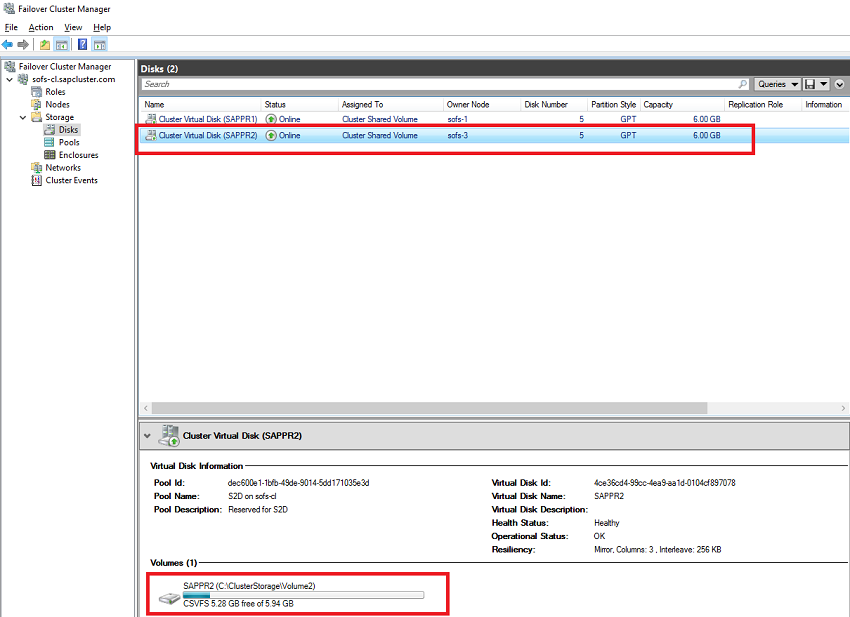 Failover Cluster Manager
File Action View Help
Failover Cluster Manager
sofs-cl.sapcluster.com
Roles
Nodes
Storage
Disks
Pools
Enclosures
Networks
Cluster Events
Disks (2)
Search
Queries
Name Status Assigned To Owner Node Disk Number Partition Style Capacity Replication Role Information
Cluster Virtual Disk (SAPPR1) Online Cluster Shared Volume sofs-1 5 GPT 6.00 GB
Cluster Virtual Disk (SAPPR2) Online Cluster Shared Volume sofs-3 5 GPT 6.00 GB
Cluster Virtual Disk (SAPPR2)
Virtual Disk Information
Pool Id: dec600e1-1bfb-49de-9014-5dd171035e3d Virtual Disk Id: 4ce36cd4-99cc-4ea9-aa1d-0104cf897078
Pool Name: S2D on sofs-cl Virtual Disk Name: SAPPR2
Pool Description: Reserved for S2D Virtual Disk Description:
Health Status: Healthy
Operational Status: OK
Resiliency: Mirror, Columns: 3 , Interleave: 256 KB
Volumes (1)
SAPPR2 (C:\ClusterStorage\Volume2)
CSVFS 5.28 GB free of 5.94 GB